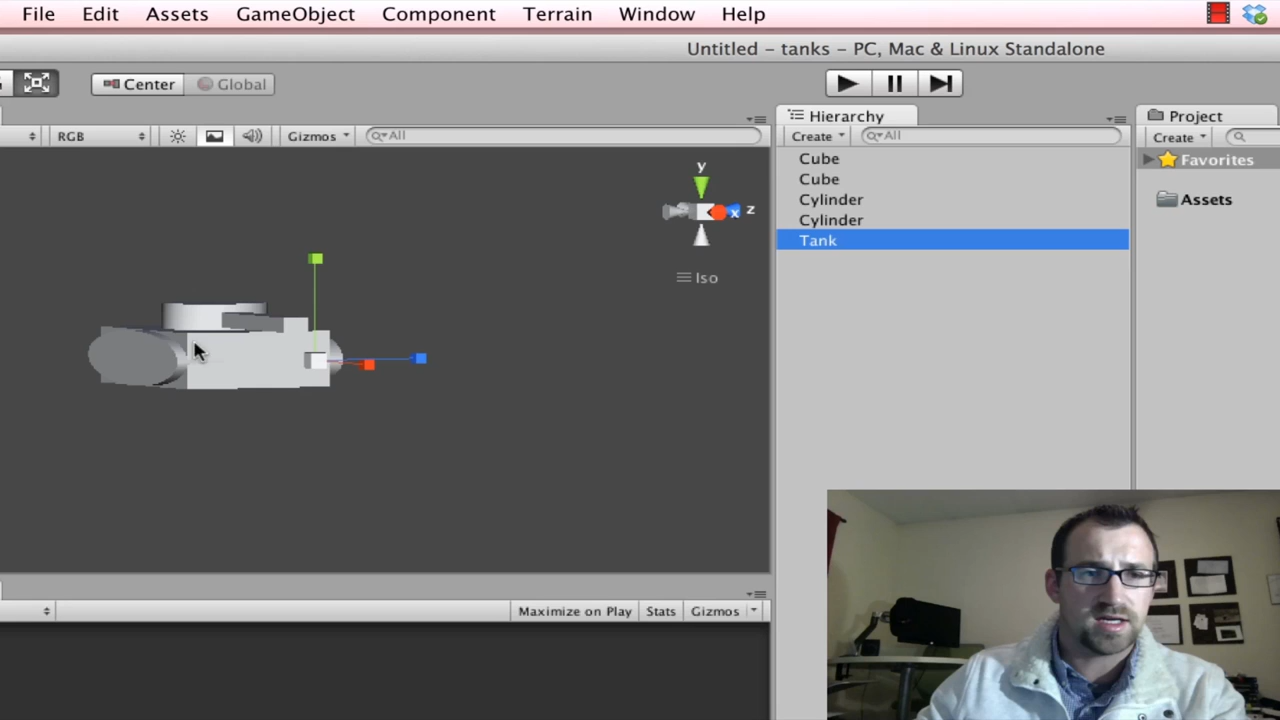 File Edit Assets GameObject Component Terrain Window Help
Untitled – tanks – PC, Mac & Linux Standalone
Center Global
Hierarchy Project
RGB Gizmos All Create All Create
Cube
Favorites
Cube
Cylinder
Assets
Cylinder
Tank
y
x z
Iso
Maximize on Play Stats Gizmos